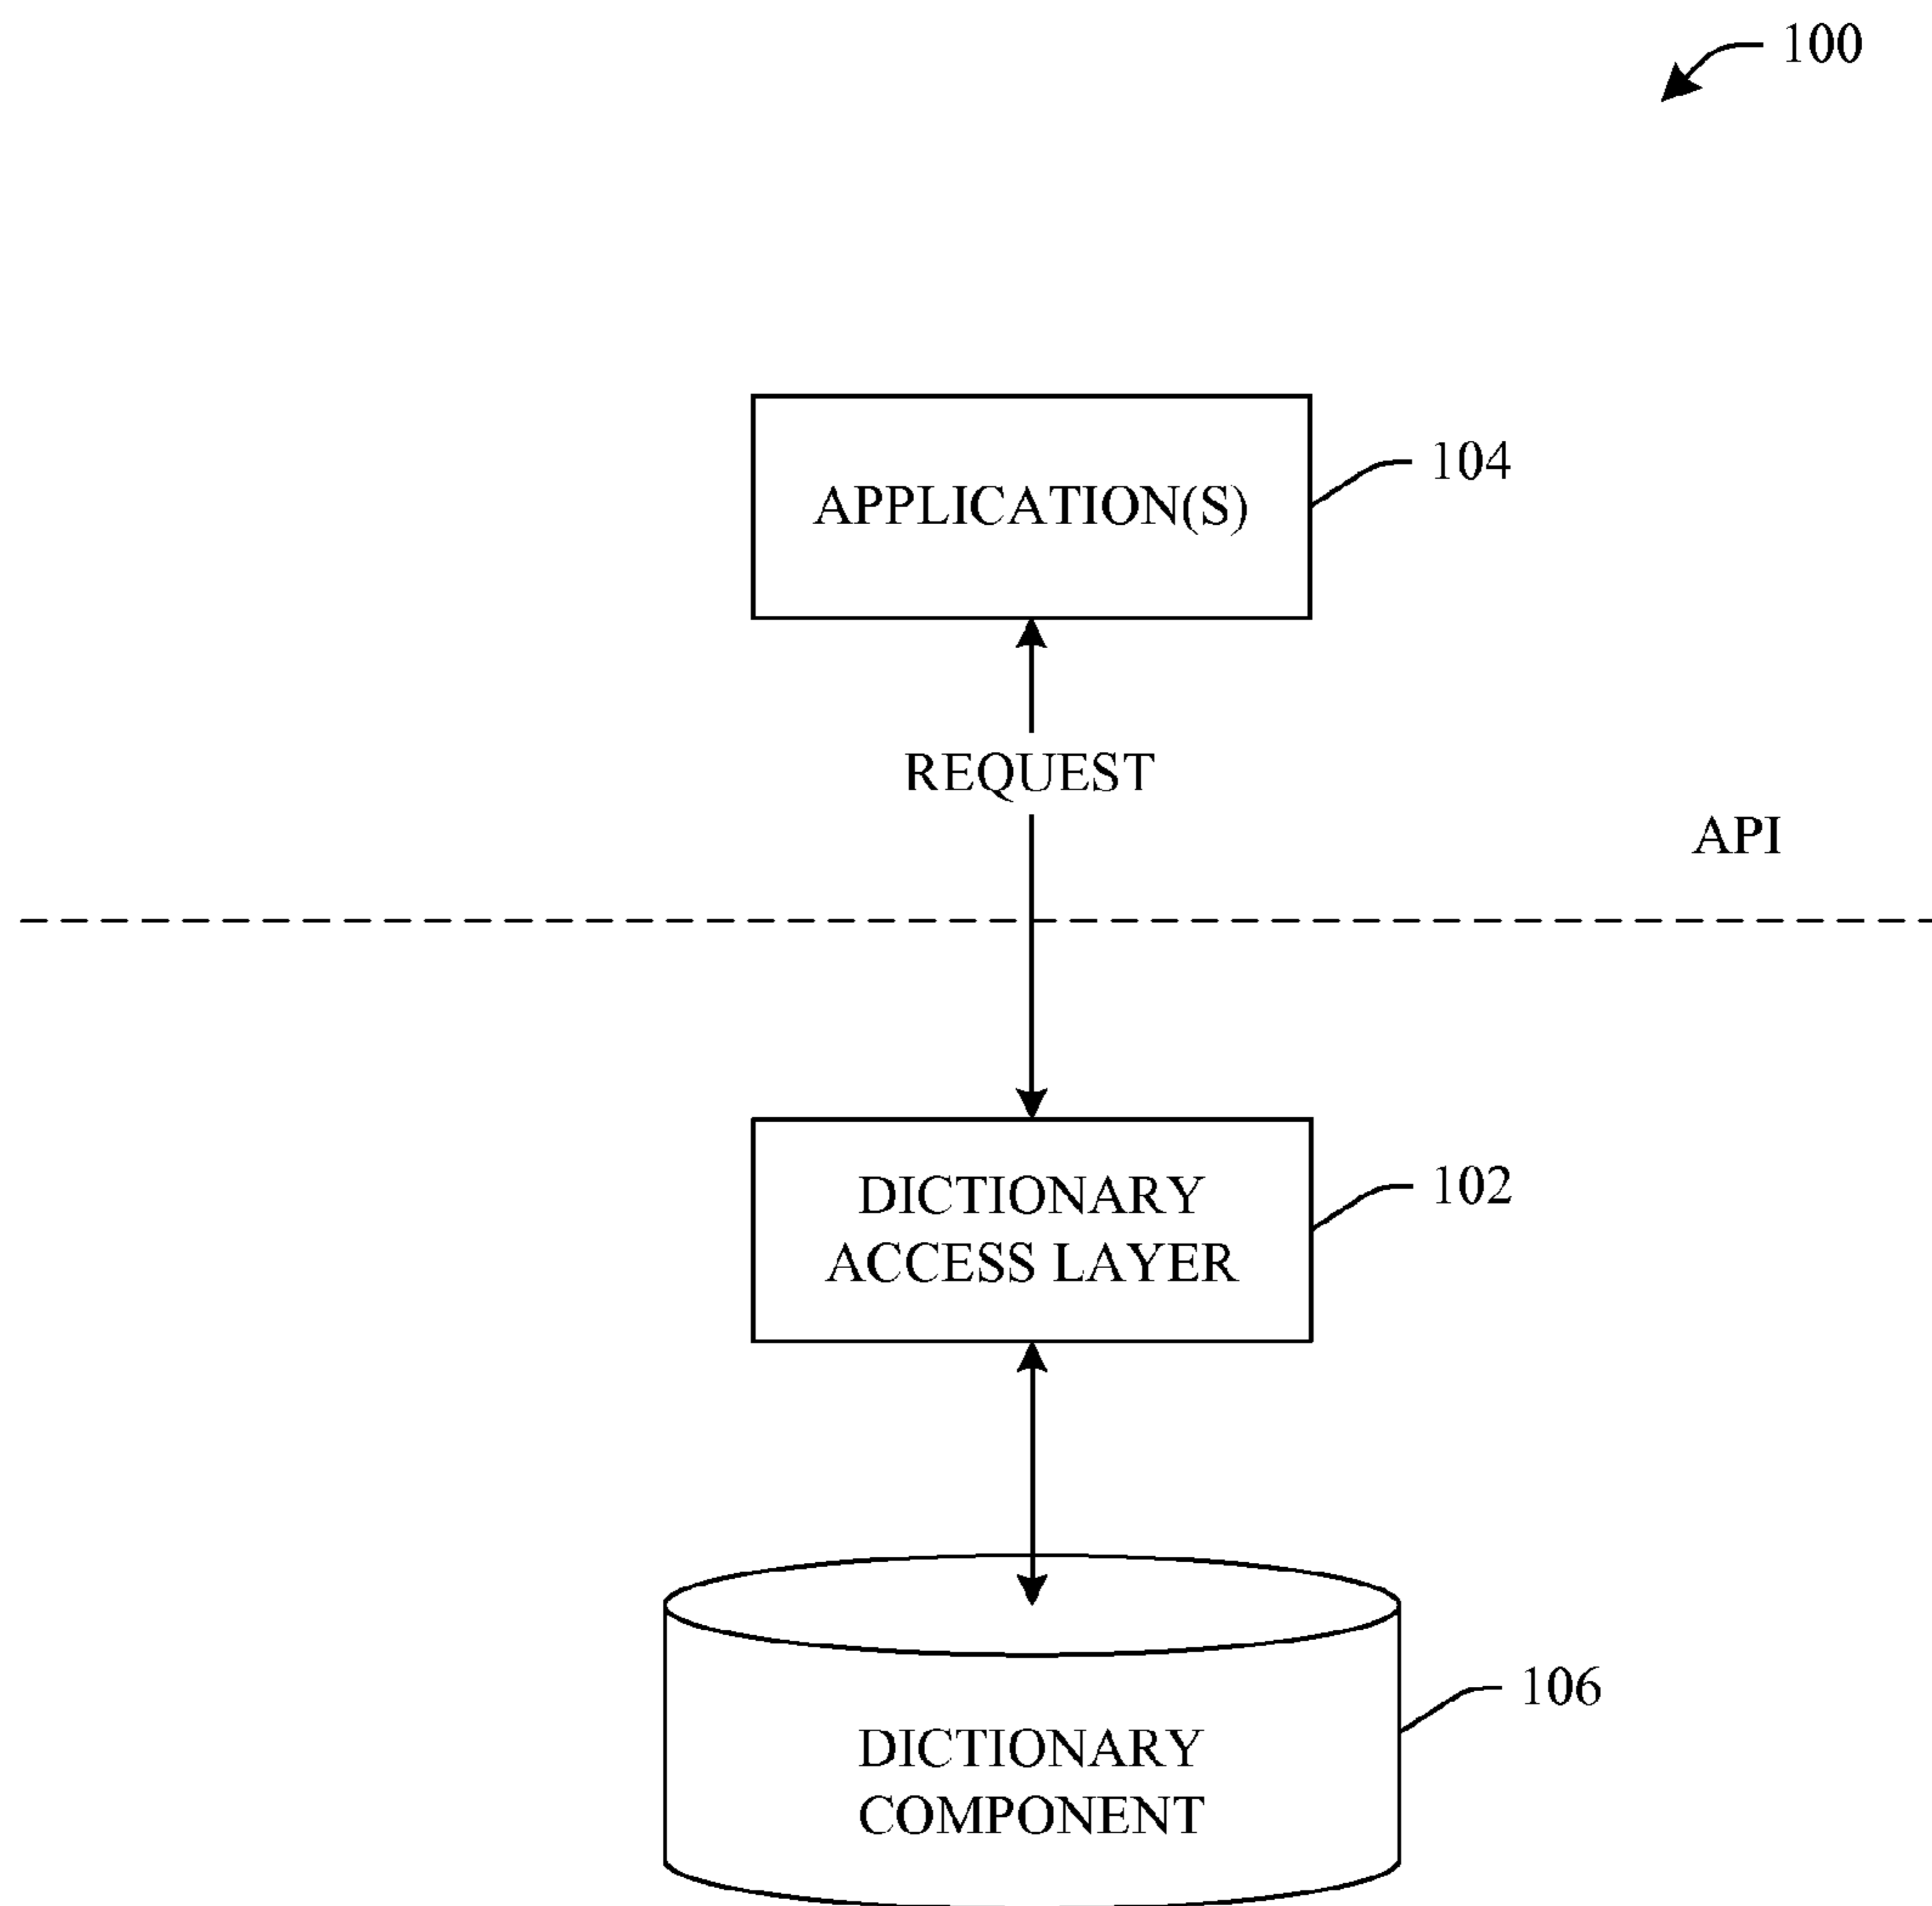 100
APPLICATION(S)
104
REQUEST
API
DICTIONARY
ACCESS LAYER
102
DICTIONARY
COMPONENT
106